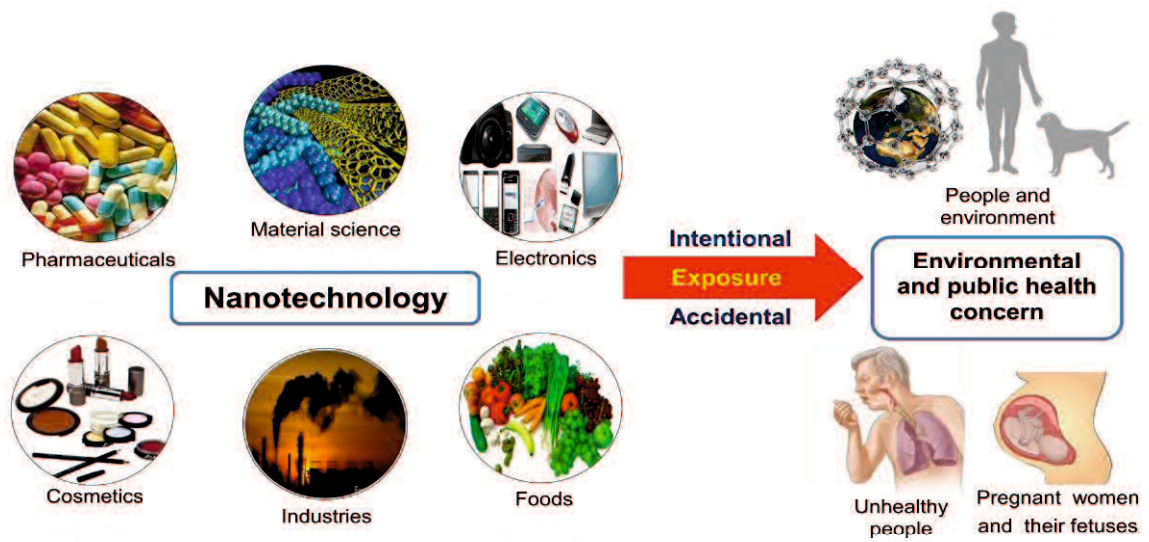 Pharmaceuticals
Material science
Electronics
Nanotechnology
Cosmetics
Industries
Foods
Intentional
Exposure
Accidental
People and
environment
Environmental
and public health
concern
Unhealthy
people
Pregnant women
and their fetuses